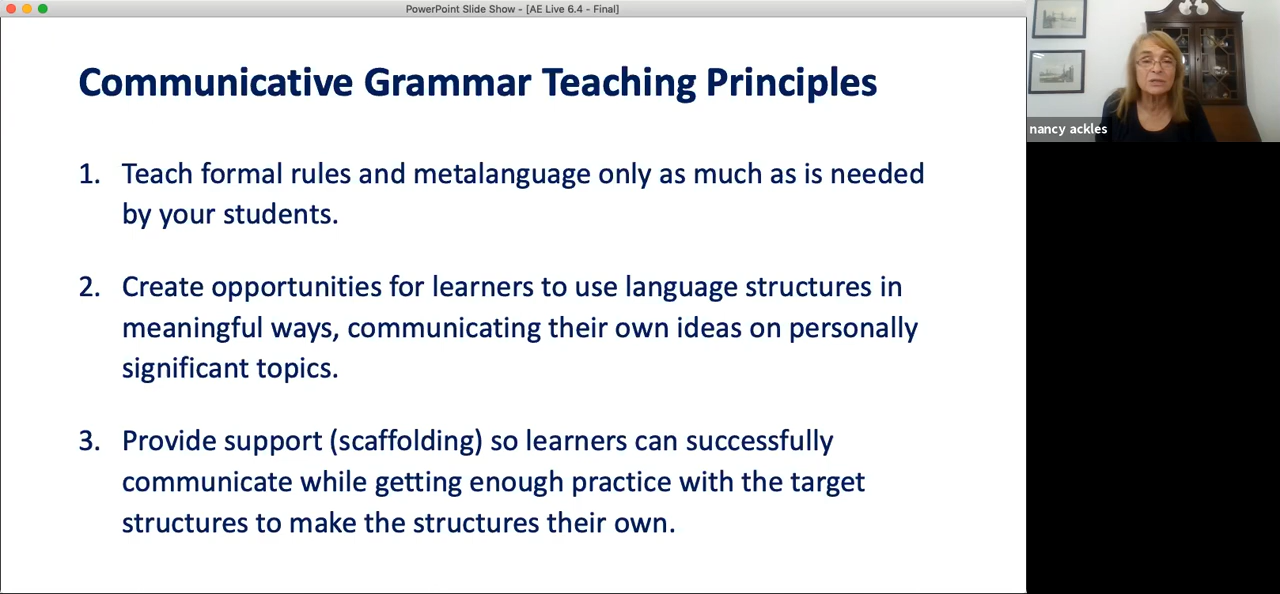 PowerPoint Slide Show - [AE Live 6.4 - Final]
Communicative Grammar Teaching Principles
1. Teach formal rules and metalanguage only as much as is needed
by your students.
2. Create opportunities for learners to use language structures in
meaningful ways, communicating their own ideas on personally
significant topics.
3. Provide support (scaffolding) so learners can successfully
communicate while getting enough practice with the target
structures to make the structures their own.
nancy ackles